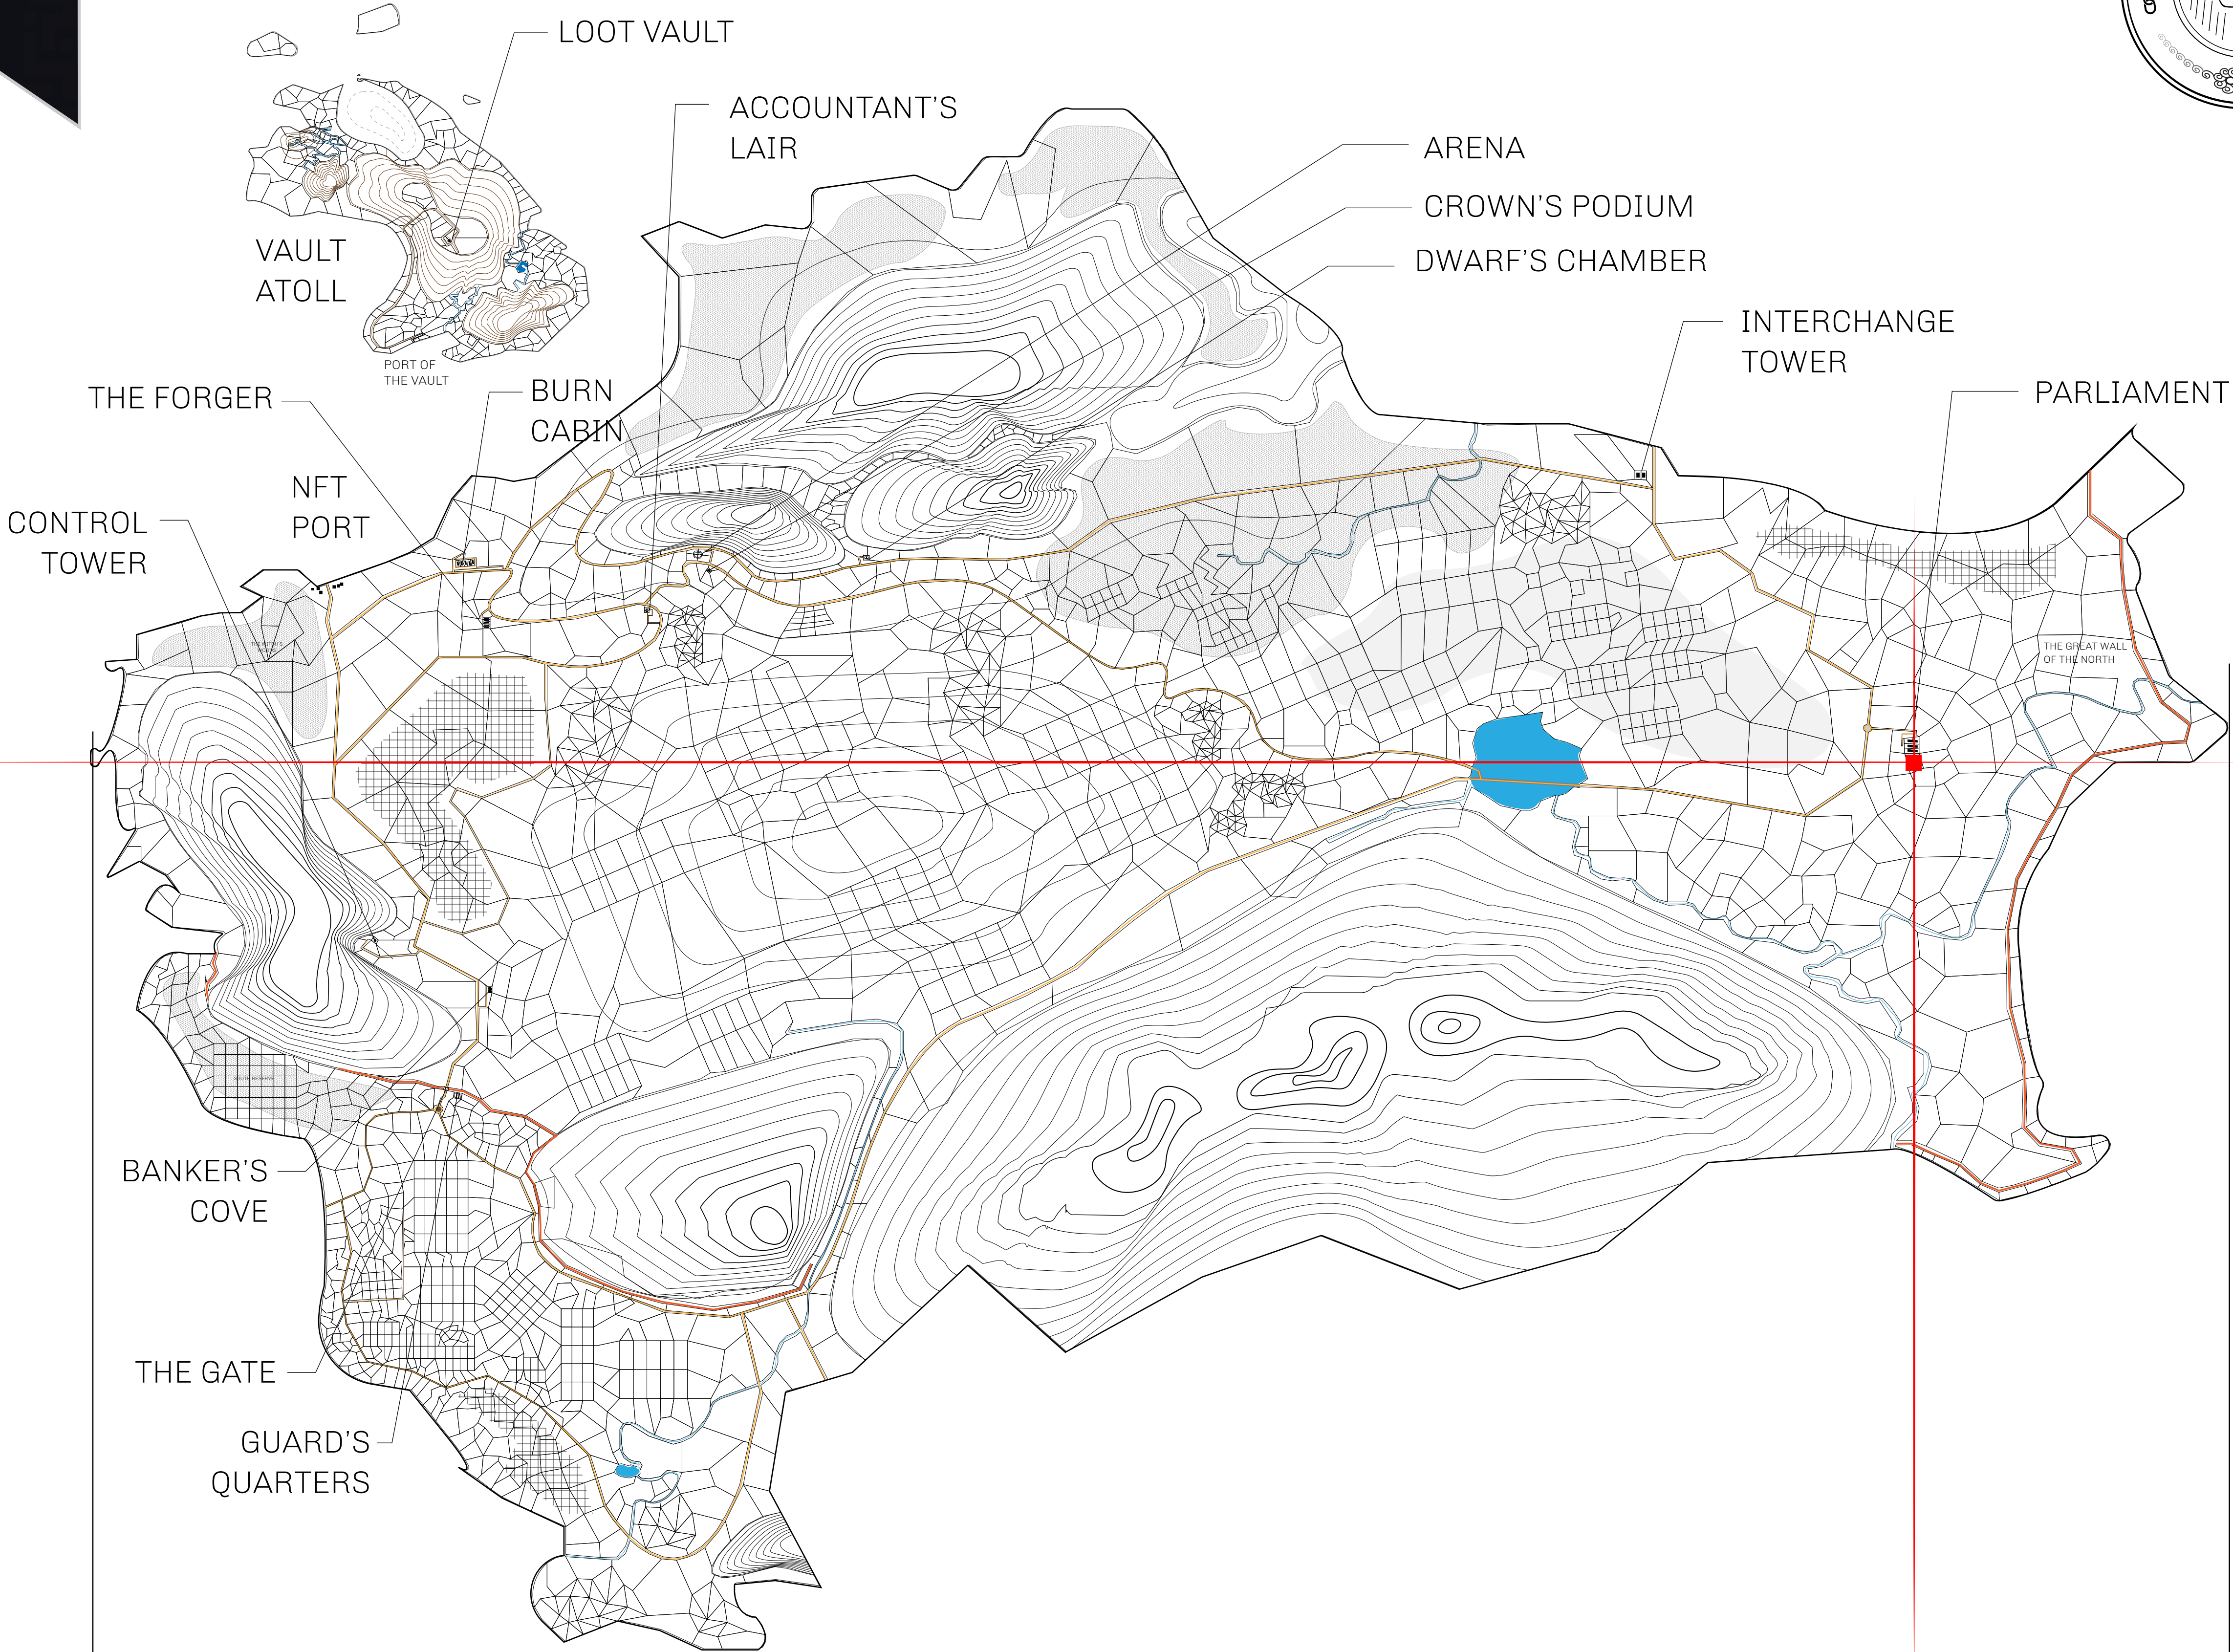 LOOT VAULT
ACCOUNTANT’S
LAIR
ARENA
CROWN’S PODIUM
DWARF’S CHAMBER
VAULT
ATOLL
INTERCHANGE
TOWER
PORT OF
THE VAULT
THE FORGER
BURN
CABIN
PARLIAMENT
NFT
PORT
CONTROL
TOWER
THE GREAT WALL
OF THE NORTH
SOUTH RESERVE
BANKER’S
COVE
THE GATE
GUARD’S
QUARTERS